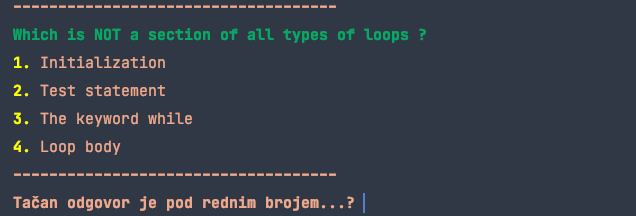 ------------------------------------
Which is NOT a section of all types of loops ?
1. Initialization
2. Test statement
3. The keyword while
4. Loop body
------------------------------------
Tačan odgovor je pod rednim brojem...?